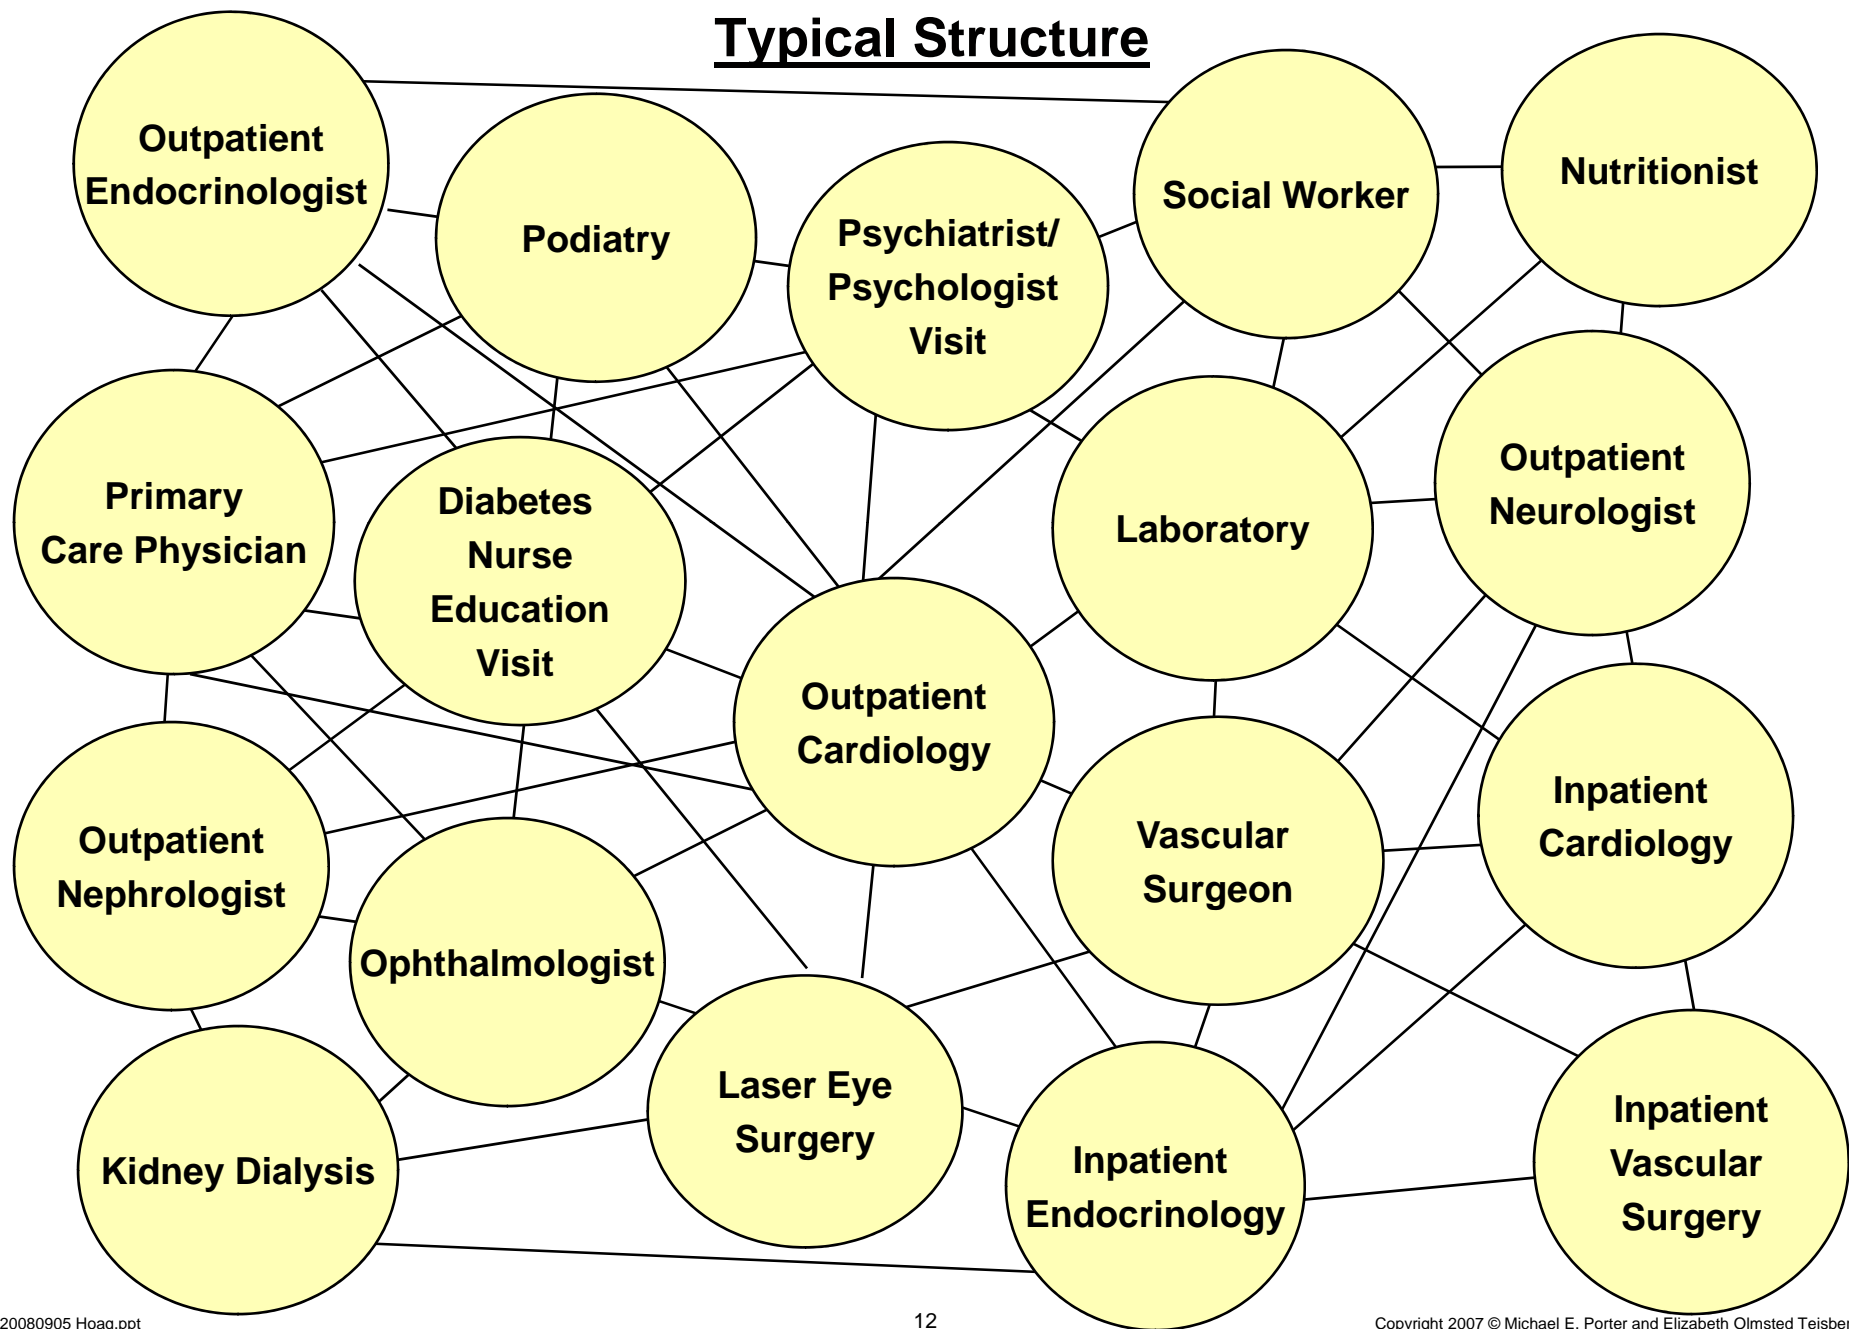 Typical Structure
Outpatient
Endocrinologist
Podiatry
Psychiatrist/
Psychologist
Visit
Social Worker
Nutritionist
Primary
Care Physician
Diabetes
Nurse
Education
Visit
Laboratory
Outpatient
Neurologist
Outpatient
Cardiology
Outpatient
Nephrologist
Ophthalmologist
Vascular
Surgeon
Inpatient
Cardiology
Kidney Dialysis
Laser Eye
Surgery
Inpatient
Endocrinology
Inpatient
Vascular
Surgery
20080905 Hoag.ppt
12
Copyright 2007 © Michael E. Porter and Elizabeth Olmsted Teisber